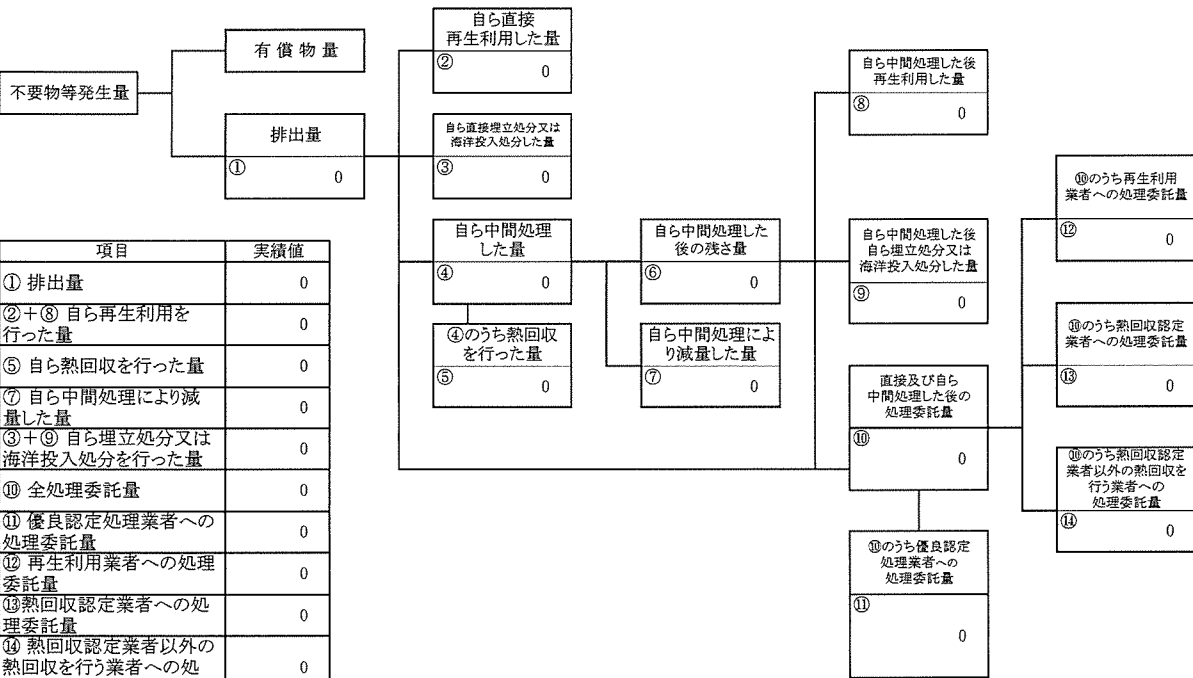 自ら直接
再生利用した量
②
0
有償物量
自ら中間処理した後
再生利用した量
⑧
0
不要物等発生量
排出量
①
0
自ら直接埋立処分又は
海洋投入処分した量
③
0
⑩のうち再生利用
業者への処理委託量
⑫
0
自ら中間処理
した量
④
0
自ら中間処理した
後の残さ量
⑥
0
自ら中間処理した後
自ら埋立処分又は
海洋投入処分した量
⑨
0
④のうち熱回収
を行った量
⑤
0
自ら中間処理によ
り減量した量
⑦
0
⑩のうち熱回収認定
業者への処理委託量
⑬
0
直接及び自ら
中間処理した後の
処理委託量
⑩
0
⑩のうち熱回収認定
業者以外の熱回収を
行う業者への
処理委託量
⑭
0
⑩のうち優良認定
処理業者への
処理委託量
⑪
0
項目 実績値
① 排出量 0
②+⑧ 自ら再生利用を
行った量 0
⑤ 自ら熱回収を行った量 0
⑦ 自ら中間処理により減
量した量 0
③+⑨ 自ら埋立処分又は
海洋投入処分を行った量 0
⑩ 全処理委託量 0
⑪ 優良認定処理業者への
処理委託量 0
⑫ 再生利用業者への処理
委託量 0
⑬熱回収認定業者への処
理委託量 0
⑭ 熱回収認定業者以外の
熱回収を行う業者への処 0